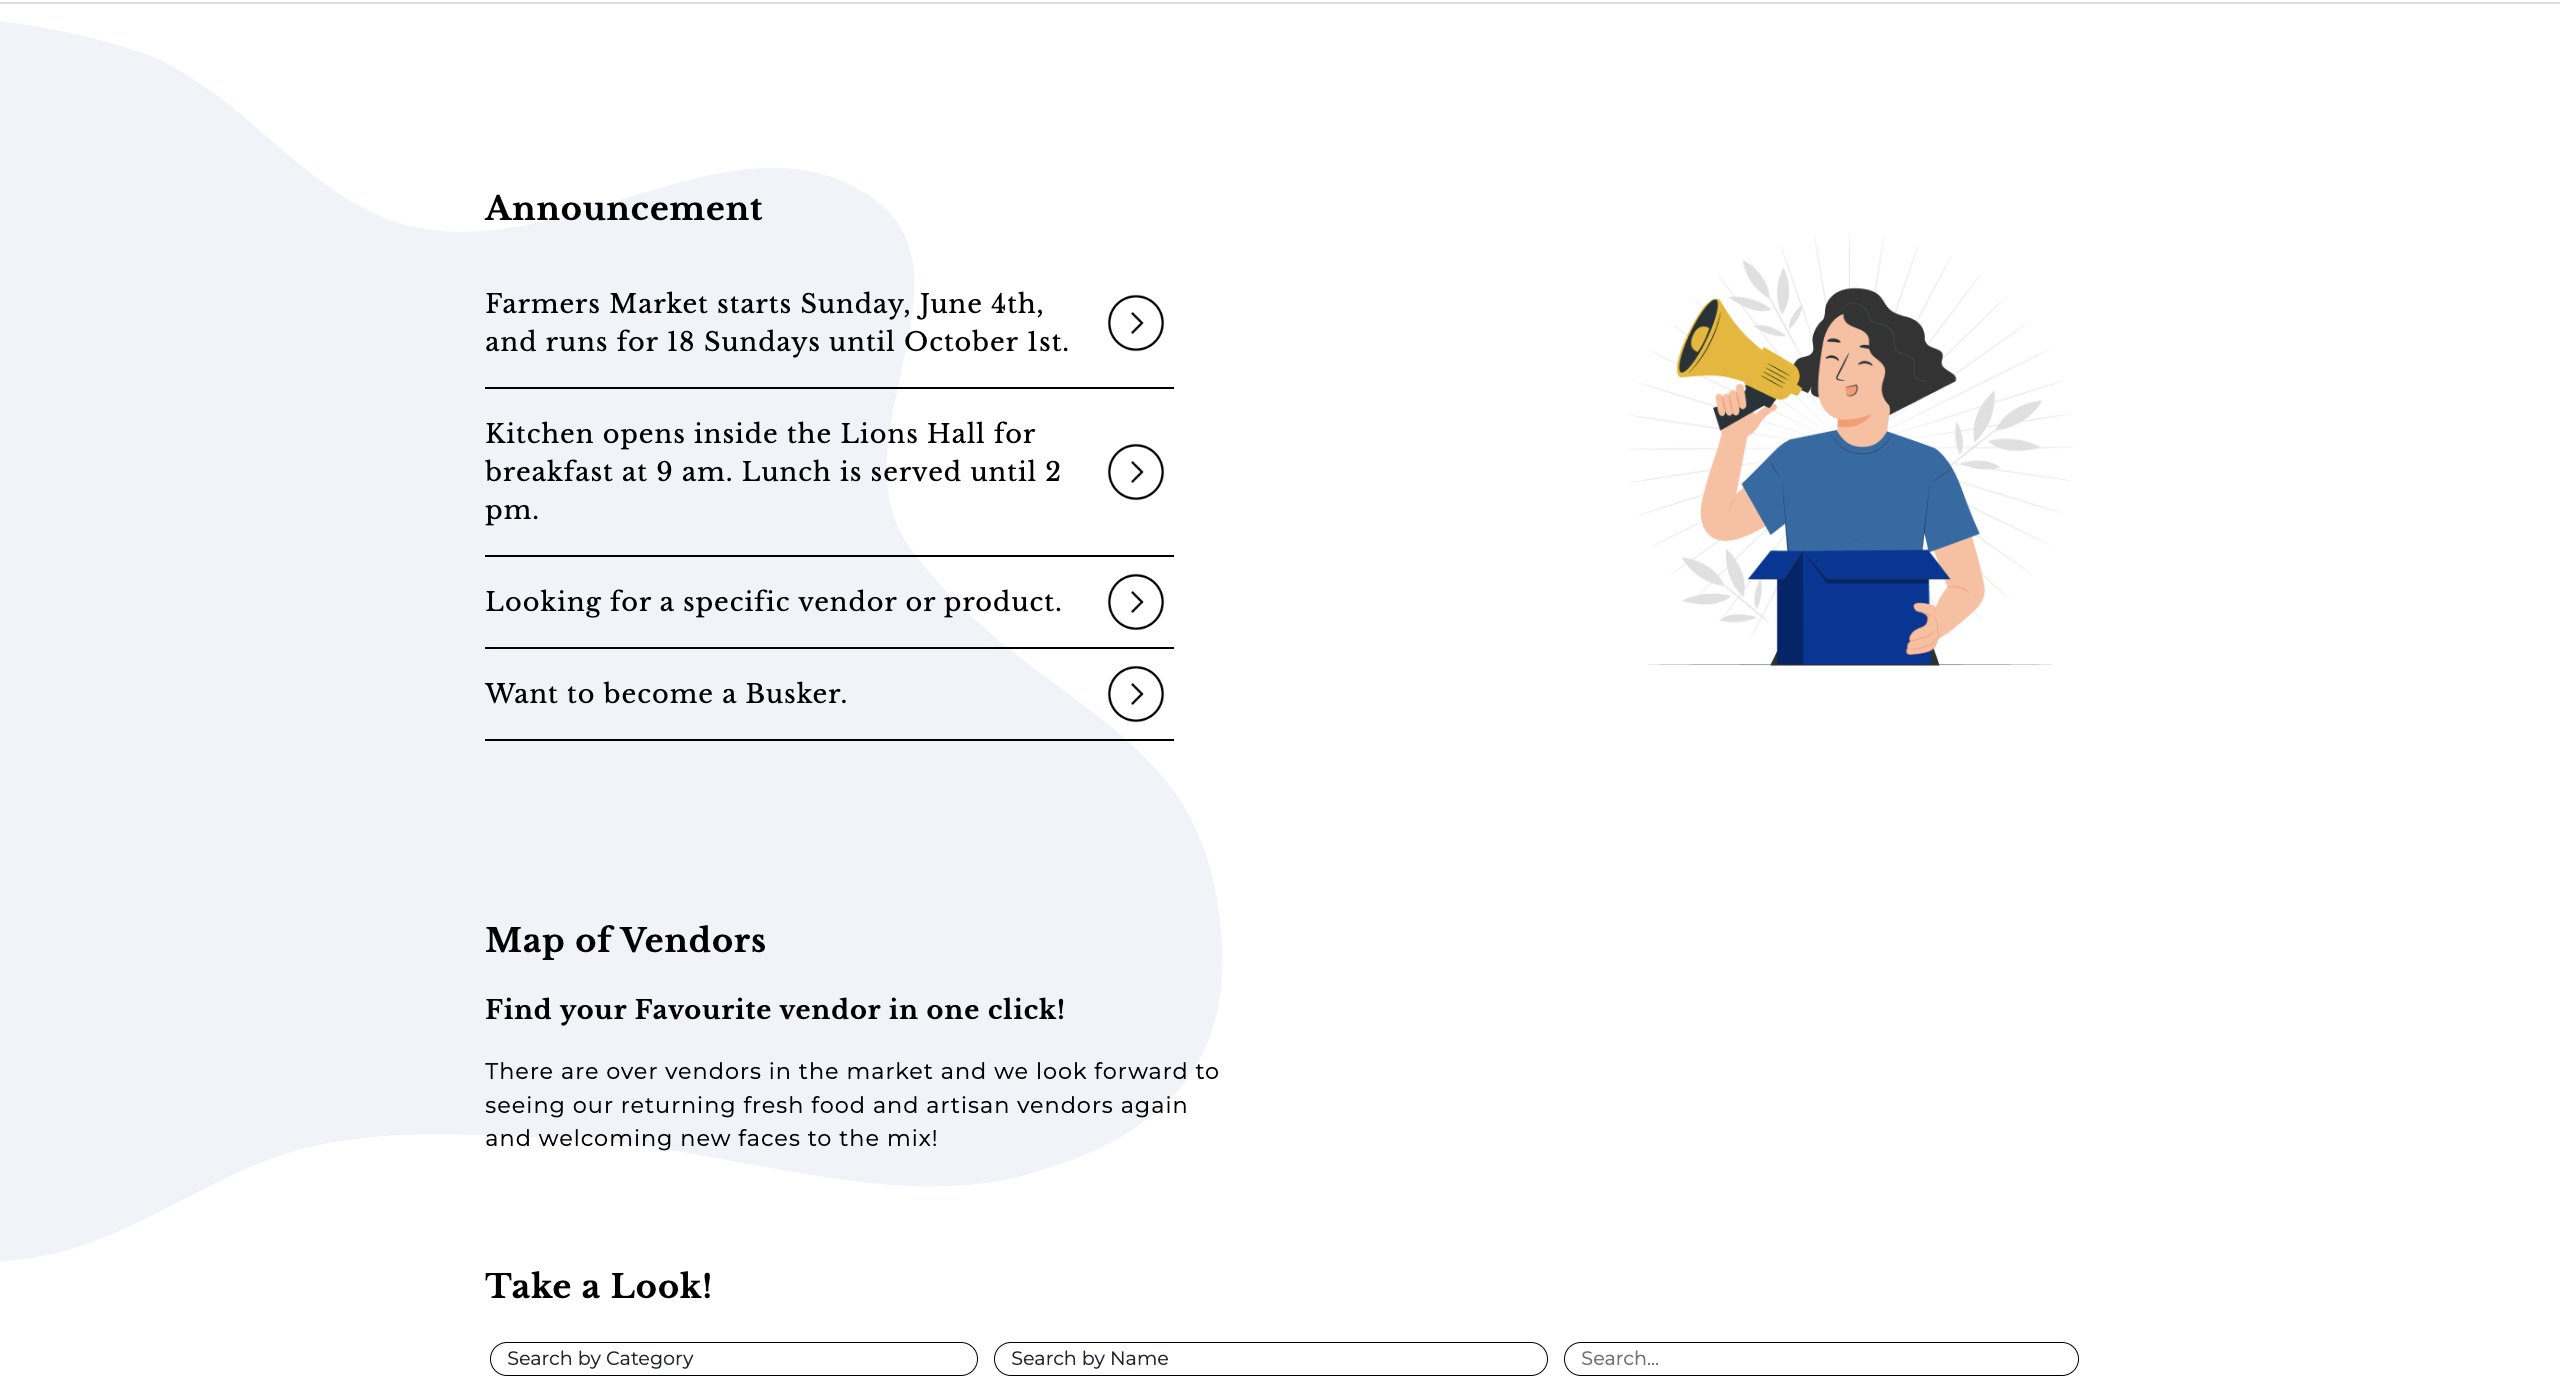 Announcement
Farmers Market starts Sunday, June 4th,
and runs for 18 Sundays until October 1st.
Kitchen opens inside the Lions Hall for
breakfast at 9 am. Lunch is served until 2
pm.
Looking for a specific vendor or product.
Want to become a Busker.
Map of Vendors
Find your Favourite vendor in one click!
There are over vendors in the market and we look forward to
seeing our returning fresh food and artisan vendors again
and welcoming new faces to the mix!
Take a Look!
Search by Category
Search by Name
Search...